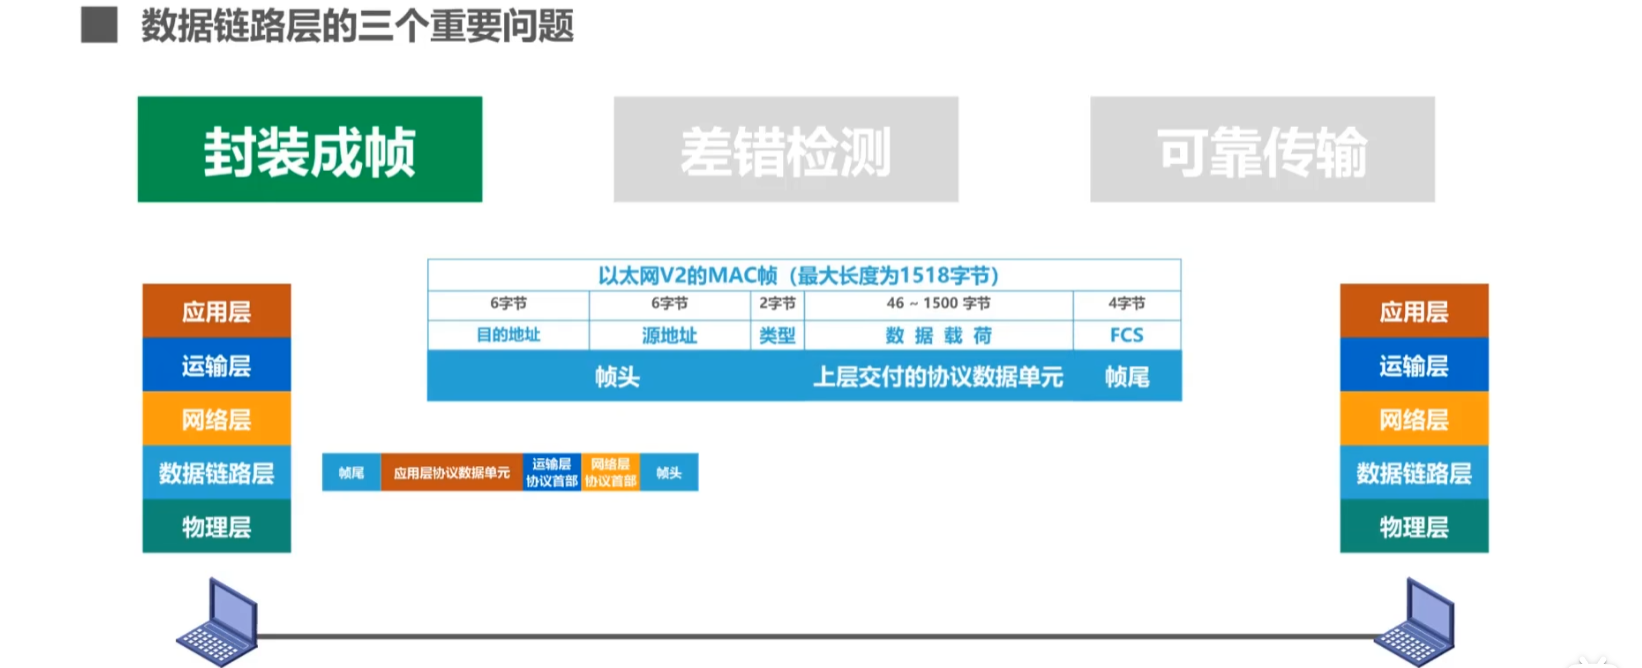 数据链路层的三个重要问题
封装成帧
差错检测
可靠传输
以太网V2的MAC帧（最大长度为1518字节）
6字节 6字节 2字节 46 ~ 1500 字节 4字节
目的地址 源地址 类型 数 据 载 荷 FCS
帧头 上层交付的协议数据单元 帧尾
应用层
运输层
网络层
数据链路层
物理层
帧尾 应用层协议数据单元 运输层 网络层 帧头
协议首部 协议首部
应用层
运输层
网络层
数据链路层
物理层